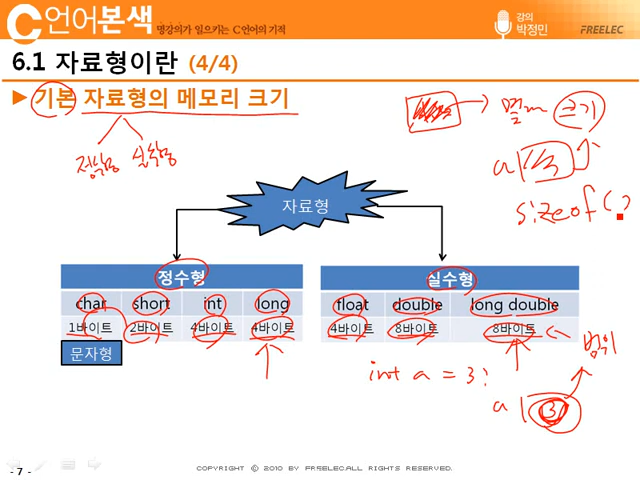 C언어본색 명강의가 일으키는 C언어의 기적
강의
박정민
FREELEC
6.1 자료형이란 (4/4)
▶ 기본 자료형의 메모리 크기
크기
정수형 실수형
a
sizeof( )
자료형
정수형
char short int long
1바이트 2바이트 4바이트 4바이트
문자형
실수형
float double long double
4바이트 8바이트 8바이트
범위
int a = 3;
a 3
- 7 -
COPYRIGHT © 2010 BY FREELEC.ALL RIGHTS RESERVED.